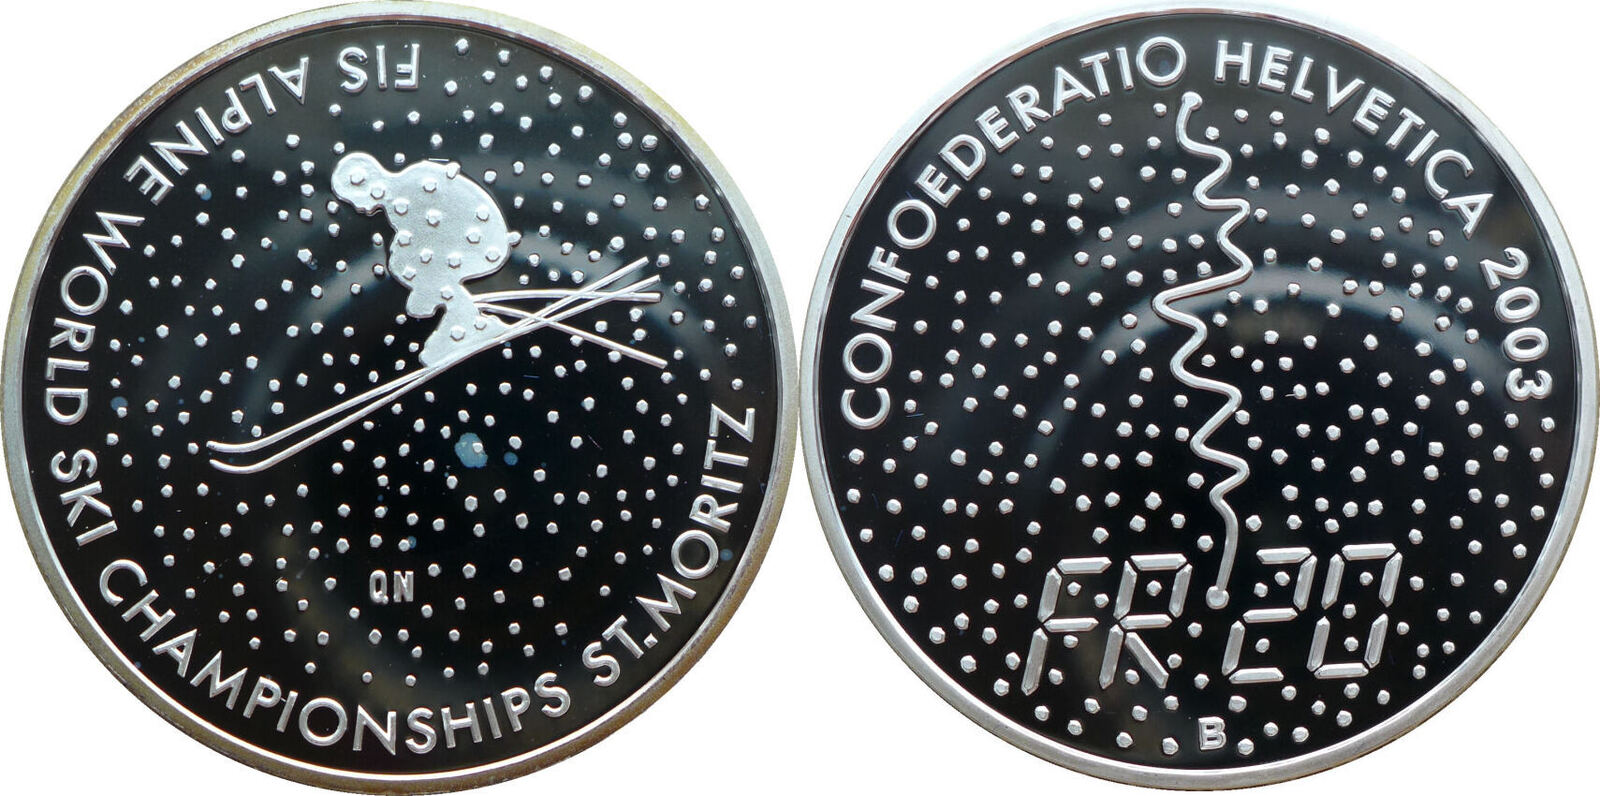 FIS ALPINE WORLD SKI CHAMPIONSHIPS ST.MORITZ
QN
CONFOEDERATIO HELVETICA 2003
FR 20
B